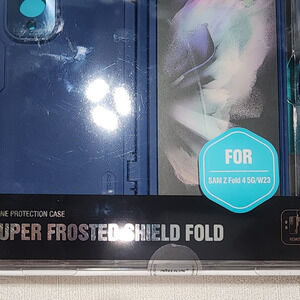 FOR
SAM Z Fold 4 5G/W23
NE PROTECTION CASE
UPER FROSTED SHIELD FOLD